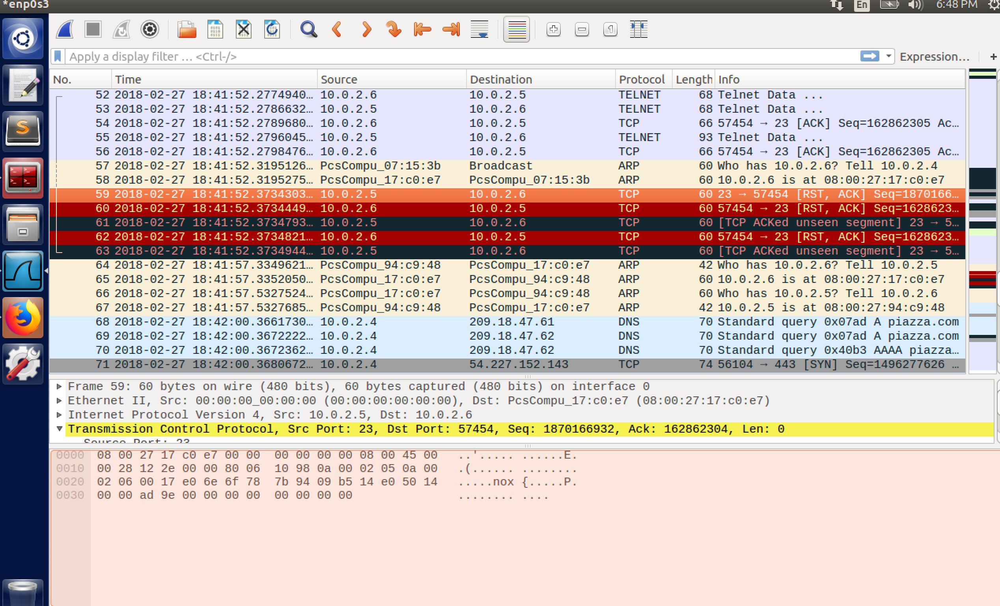 *enp0s3 En 6:48 PM
Apply a display filter … <Ctrl-/> Expression… +
No. Time Source Destination Protocol Length Info
52 2018-02-27 18:41:52.2774940… 10.0.2.6 10.0.2.5 TELNET 68 Telnet Data ...
53 2018-02-27 18:41:52.2786632… 10.0.2.5 10.0.2.6 TELNET 68 Telnet Data ...
54 2018-02-27 18:41:52.2789680… 10.0.2.6 10.0.2.5 TCP 66 57454 → 23 [ACK] Seq=162862305 Ac…
55 2018-02-27 18:41:52.2796045… 10.0.2.5 10.0.2.6 TELNET 93 Telnet Data ...
56 2018-02-27 18:41:52.2798476… 10.0.2.6 10.0.2.5 TCP 66 57454 → 23 [ACK] Seq=162862305 Ac…
57 2018-02-27 18:41:52.3195126… PcsCompu_07:15:3b Broadcast ARP 60 Who has 10.0.2.6? Tell 10.0.2.4
58 2018-02-27 18:41:52.3195275… PcsCompu_17:c0:e7 PcsCompu_07:15:3b ARP 60 10.0.2.6 is at 08:00:27:17:c0:e7
59 2018-02-27 18:41:52.3734303… 10.0.2.5 10.0.2.6 TCP 60 23 → 57454 [RST, ACK] Seq=1870166…
60 2018-02-27 18:41:52.3734449… 10.0.2.6 10.0.2.5 TCP 60 57454 → 23 [RST, ACK] Seq=1628623…
61 2018-02-27 18:41:52.3734793… 10.0.2.5 10.0.2.6 TCP 60 [TCP ACKed unseen segment] 23 → 5…
62 2018-02-27 18:41:52.3734821… 10.0.2.6 10.0.2.5 TCP 60 57454 → 23 [RST, ACK] Seq=1628623…
63 2018-02-27 18:41:52.3734944… 10.0.2.5 10.0.2.6 TCP 60 [TCP ACKed unseen segment] 23 → 5…
64 2018-02-27 18:41:57.3349621… PcsCompu_94:c9:48 PcsCompu_17:c0:e7 ARP 42 Who has 10.0.2.6? Tell 10.0.2.5
65 2018-02-27 18:41:57.3352050… PcsCompu_17:c0:e7 PcsCompu_94:c9:48 ARP 60 10.0.2.6 is at 08:00:27:17:c0:e7
66 2018-02-27 18:41:57.5327524… PcsCompu_17:c0:e7 PcsCompu_94:c9:48 ARP 60 Who has 10.0.2.5? Tell 10.0.2.6
67 2018-02-27 18:41:57.5327685… PcsCompu_94:c9:48 PcsCompu_17:c0:e7 ARP 42 10.0.2.5 is at 08:00:27:94:c9:48
68 2018-02-27 18:42:00.3661730… 10.0.2.4 209.18.47.61 DNS 70 Standard query 0x07ad A piazza.com
69 2018-02-27 18:42:00.3672222… 10.0.2.4 209.18.47.62 DNS 70 Standard query 0x07ad A piazza.com
70 2018-02-27 18:42:00.3672362… 10.0.2.4 209.18.47.62 DNS 70 Standard query 0x40b3 AAAA piazza…
71 2018-02-27 18:42:00.3680672… 10.0.2.4 54.227.152.143 TCP 74 56104 → 443 [SYN] Seq=1496277626 …
Frame 59: 60 bytes on wire (480 bits), 60 bytes captured (480 bits) on interface 0
Ethernet II, Src: 00:00:00_00:00:00 (00:00:00:00:00:00), Dst: PcsCompu_17:c0:e7 (08:00:27:17:c0:e7)
Internet Protocol Version 4, Src: 10.0.2.5, Dst: 10.0.2.6
Transmission Control Protocol, Src Port: 23, Dst Port: 57454, Seq: 1870166932, Ack: 162862304, Len: 0
Source Port: 23
0000 08 00 27 17 c0 e7 00 00 00 00 00 00 08 00 45 00 ..'..... ......E.
0010 00 28 12 2e 00 00 80 06 10 98 0a 00 02 05 0a 00 .(...... ........
0020 02 06 00 17 e0 6e 6f 78 7b 94 09 b5 14 e0 50 14 .....nox {.....P.
0030 00 00 ad 9e 00 00 00 00 00 00 00 00 ........ ....